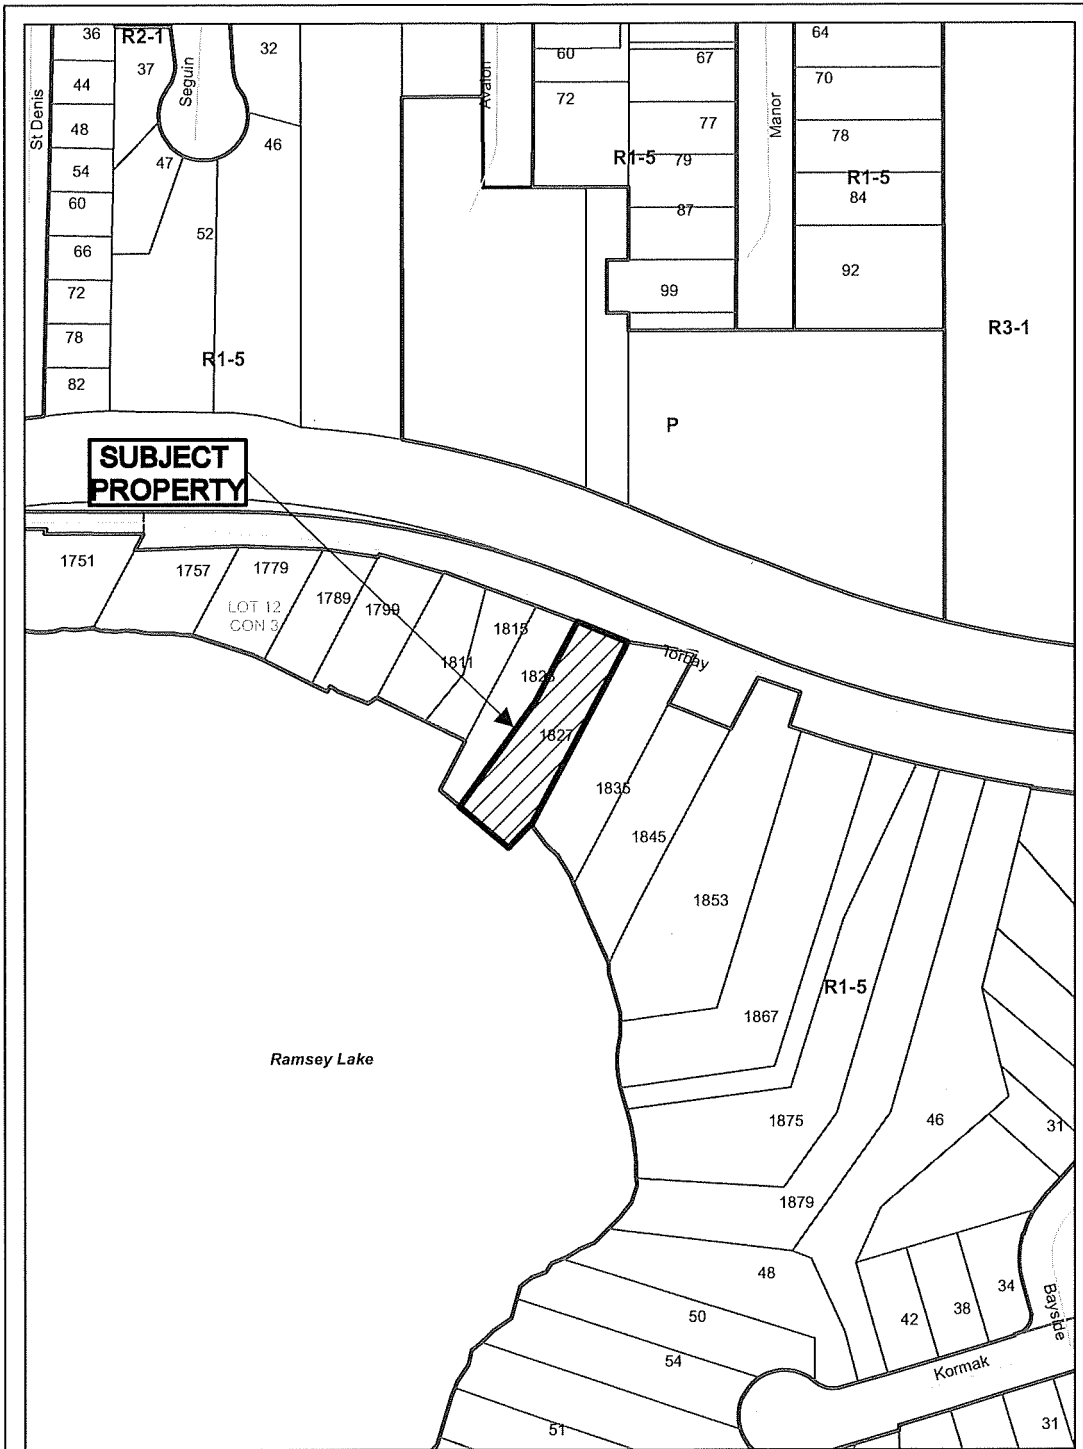 36
R2-1
37
Seguin
32
44
St Denis
48
54
47
46
60
52
66
72
78
R1-5
82
Avalon
60
72
67
77
R1-5
79
87
99
Manor
64
70
78
R1-5
84
92
R3-1
P
SUBJECT
PROPERTY
1751
1757
1779
LOT 12
CON 3
1789
1799
1811
1815
1823
1827
Torbay
1835
1845
1853
1867
R1-5
1875
1879
46
31
Ramsey Lake
48
50
54
51
42
38
34
Bayside
Kormak
31